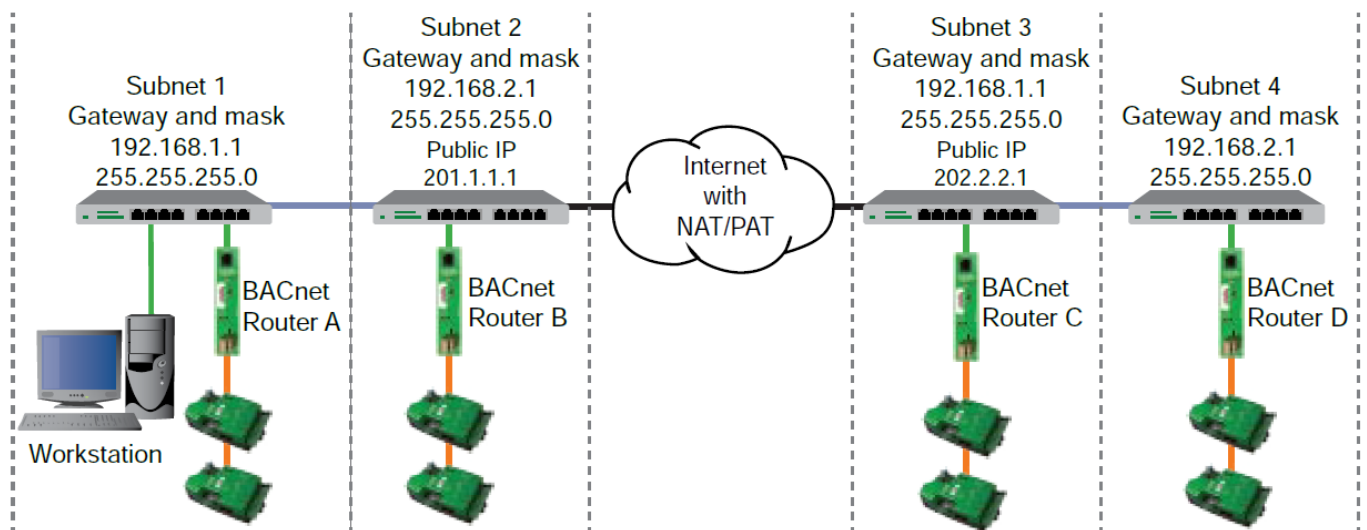 Subnet 1
Gateway and mask
192.168.1.1
255.255.255.0
Subnet 2
Gateway and mask
192.168.2.1
255.255.255.0
Public IP
201.1.1.1
Internet
with
NAT/PAT
Subnet 3
Gateway and mask
192.168.1.1
255.255.255.0
Public IP
202.2.2.1
Subnet 4
Gateway and mask
192.168.2.1
255.255.255.0
BACnet
Router A
BACnet
Router B
BACnet
Router C
BACnet
Router D
Workstation